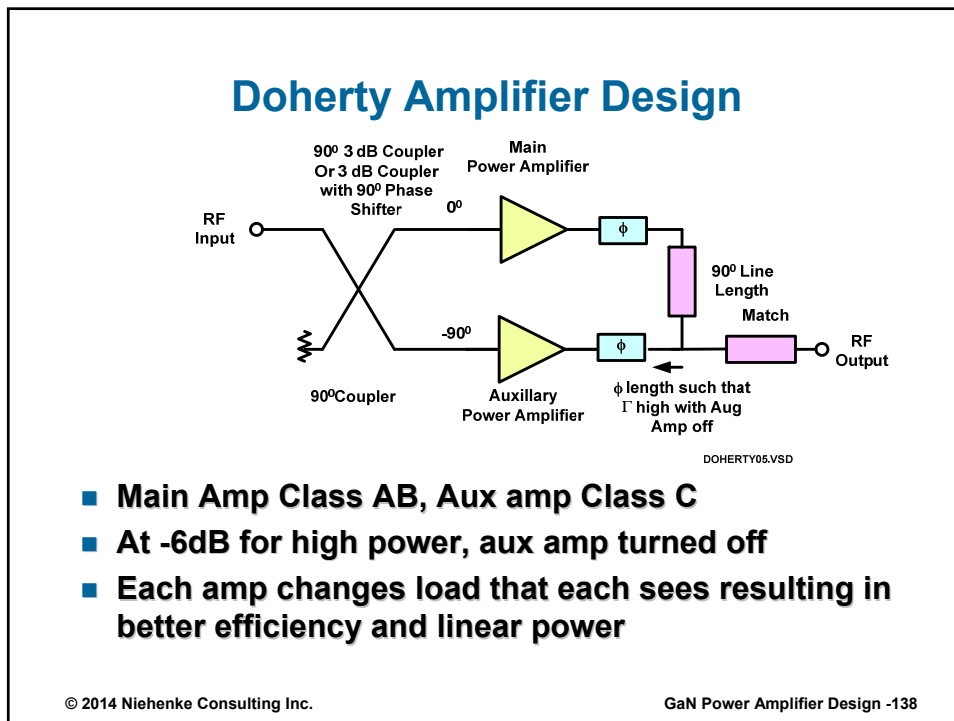 Doherty Amplifier Design
90⁰ 3 dB Coupler
Or 3 dB Coupler
with 90⁰ Phase
Shifter
Main
Power Amplifier
0⁰
RF
Input
ϕ
90⁰ Line
Length
Match
-90⁰
ϕ
RF
Output
90⁰Coupler
Auxillary
Power Amplifier
ϕ length such that
Γ high with Aug
Amp off
DOHERTY05.VSD
Main Amp Class AB, Aux amp Class C
At -6dB for high power, aux amp turned off
Each amp changes load that each sees resulting in
better efficiency and linear power
© 2014 Niehenke Consulting Inc.
GaN Power Amplifier Design -138